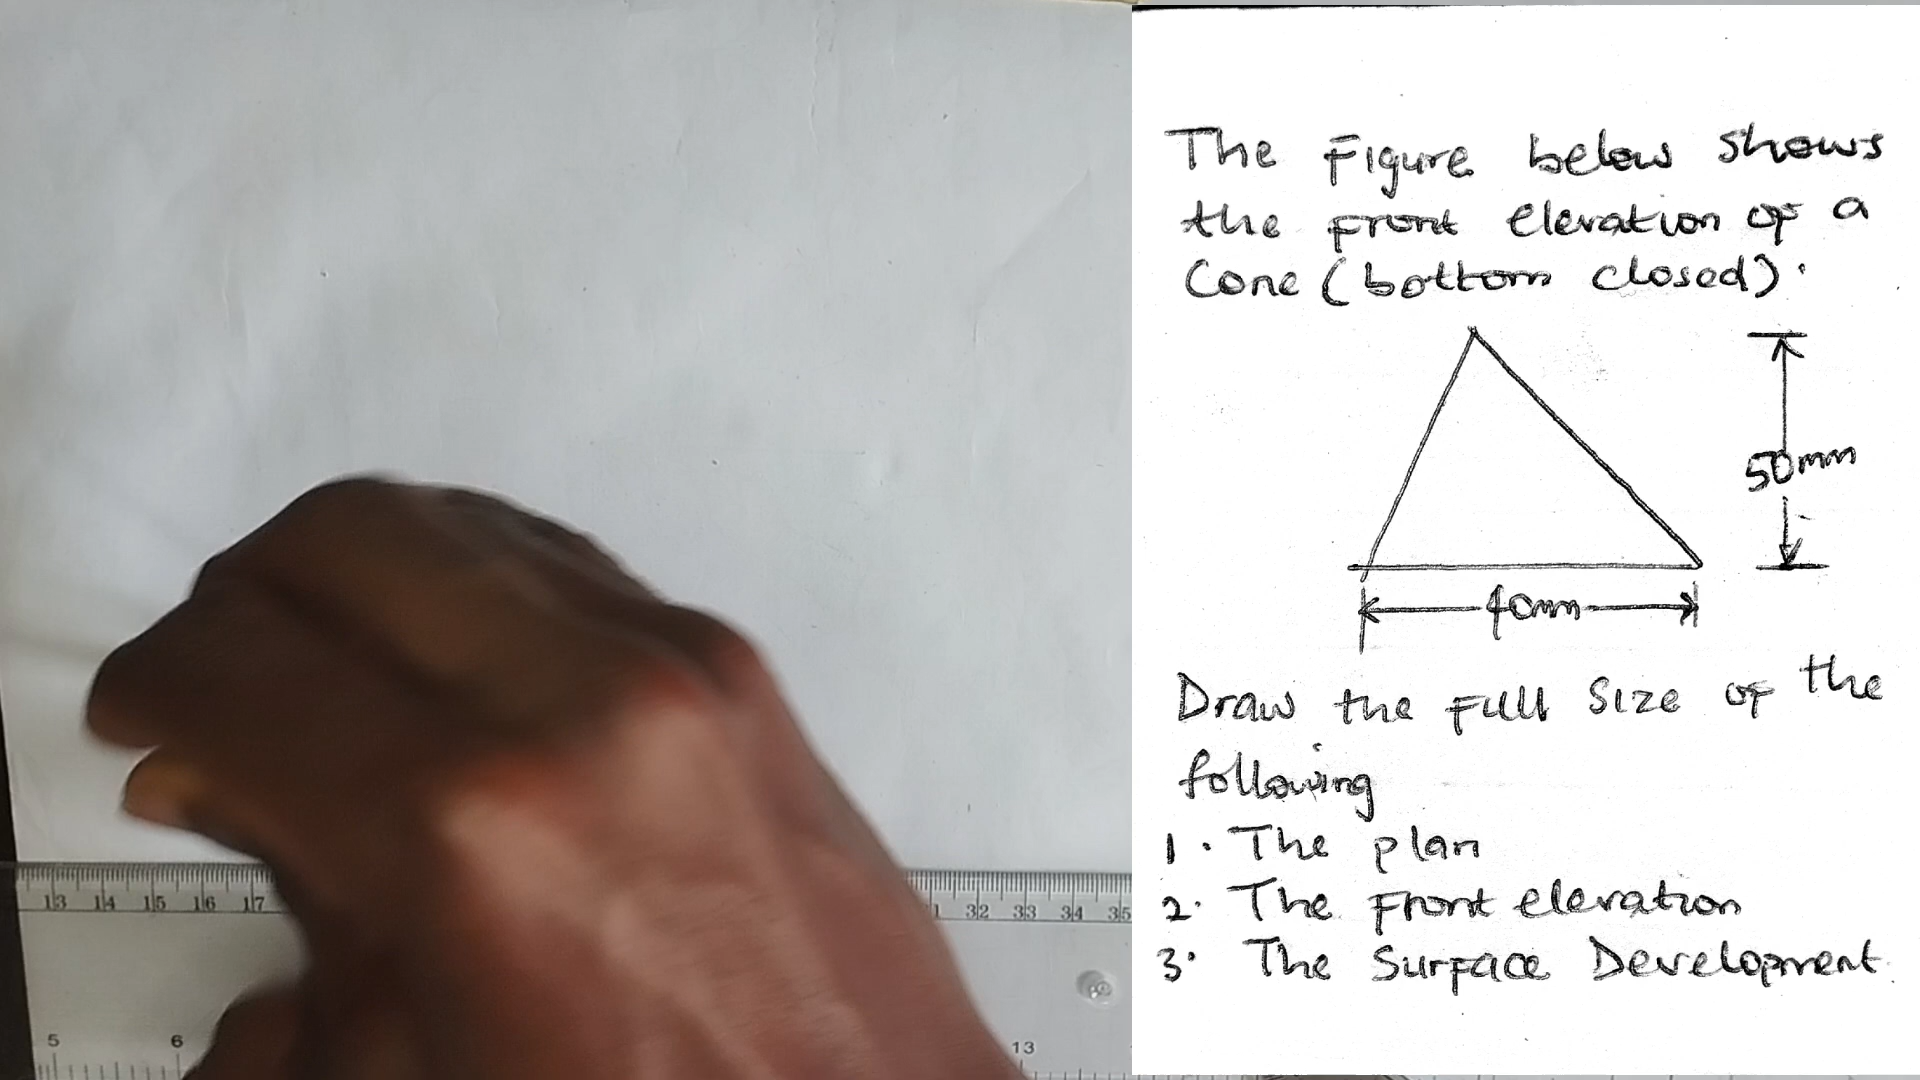 The Figure below shows
the front elevation of a
Cone (bottom closed).
50mm
40mm
Draw the full size of the
following
1. The plan
2. The Front elevation
3. The Surface Development.
13 14 15 16 17 32 33 34 35
5 6 13